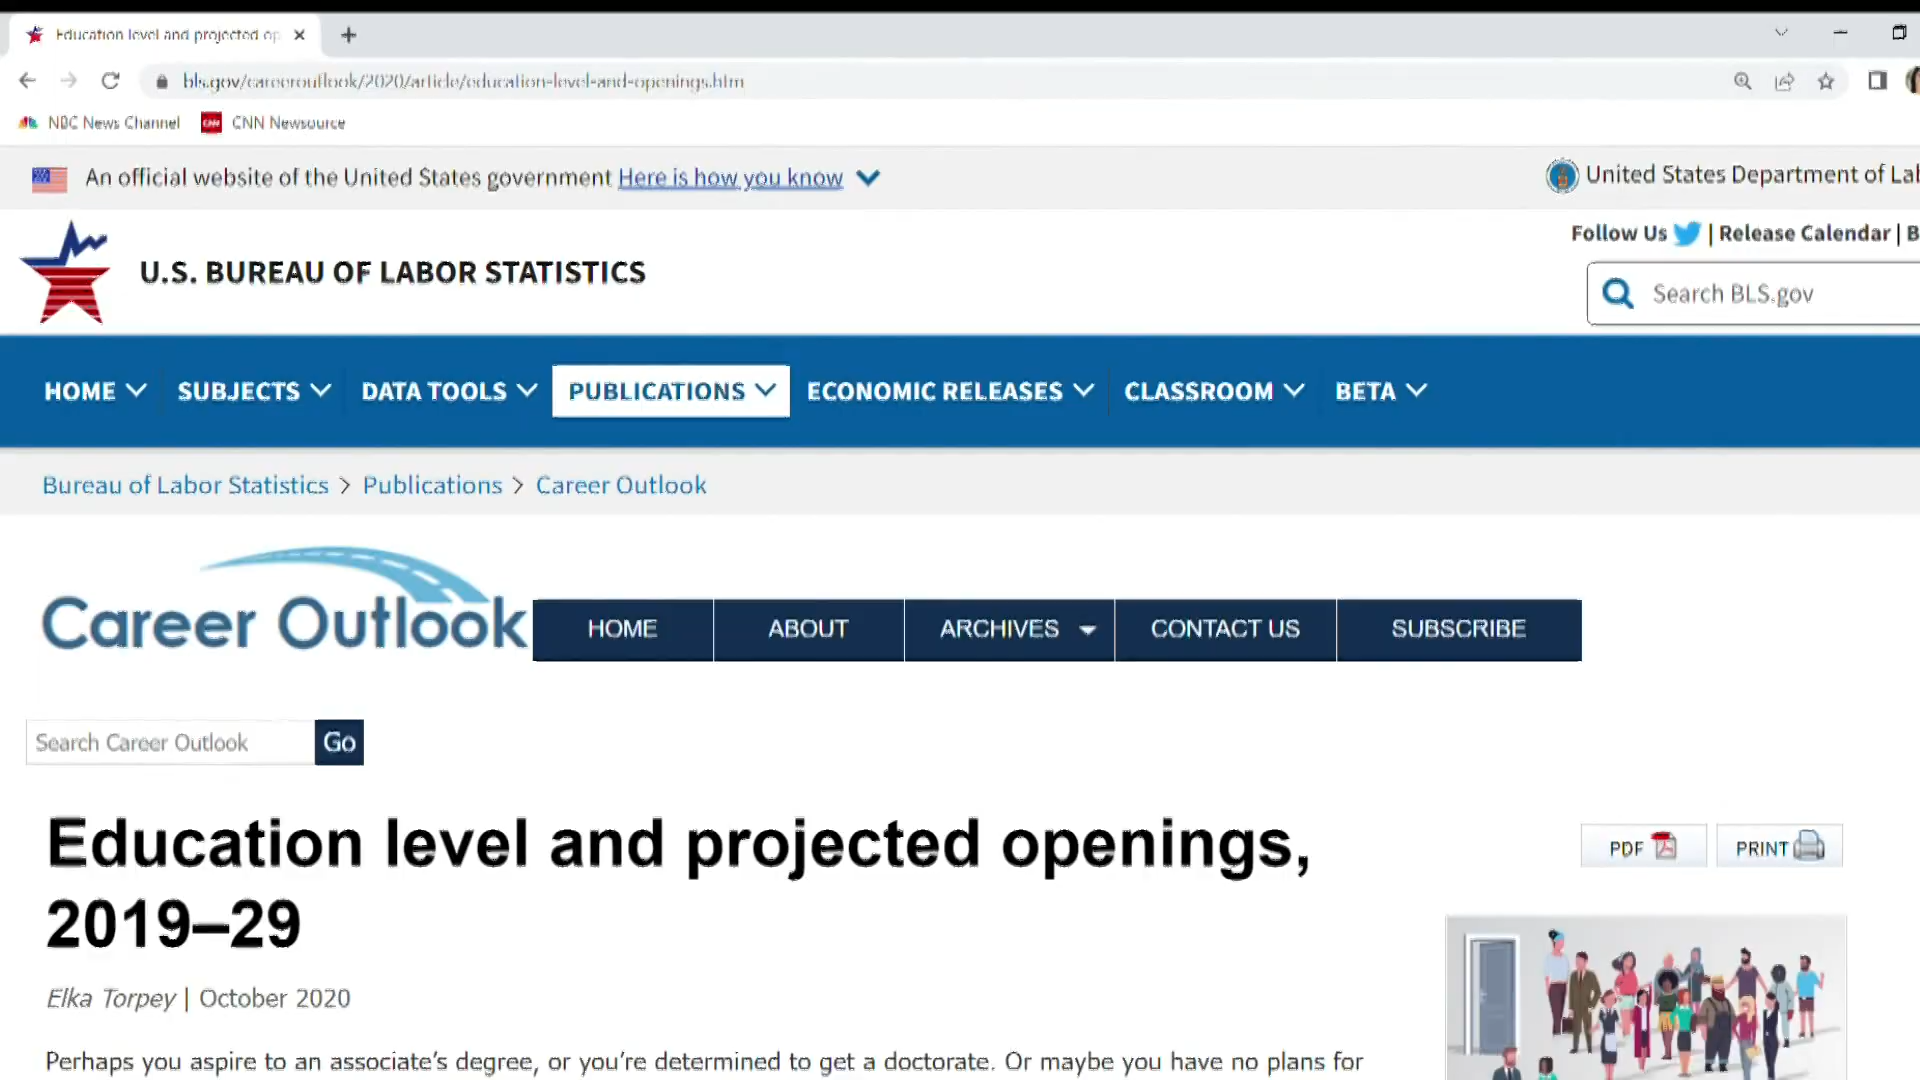 Education level and projected op
bls.gov/careeroutlook/2020/article/education-level-and-openings.htm
NBC News Channel CNN Newsource
An official website of the United States government Here is how you know
United States Department of Lab
Follow Us | Release Calendar | B
U.S. BUREAU OF LABOR STATISTICS
Search BLS.gov
HOME SUBJECTS DATA TOOLS PUBLICATIONS ECONOMIC RELEASES CLASSROOM BETA
Bureau of Labor Statistics > Publications > Career Outlook
Career Outlook
HOME ABOUT ARCHIVES CONTACT US SUBSCRIBE
Search Career Outlook Go
Education level and projected openings,
2019–29
PDF PRINT
Elka Torpey | October 2020
Perhaps you aspire to an associate's degree, or you're determined to get a doctorate. Or maybe you have no plans for